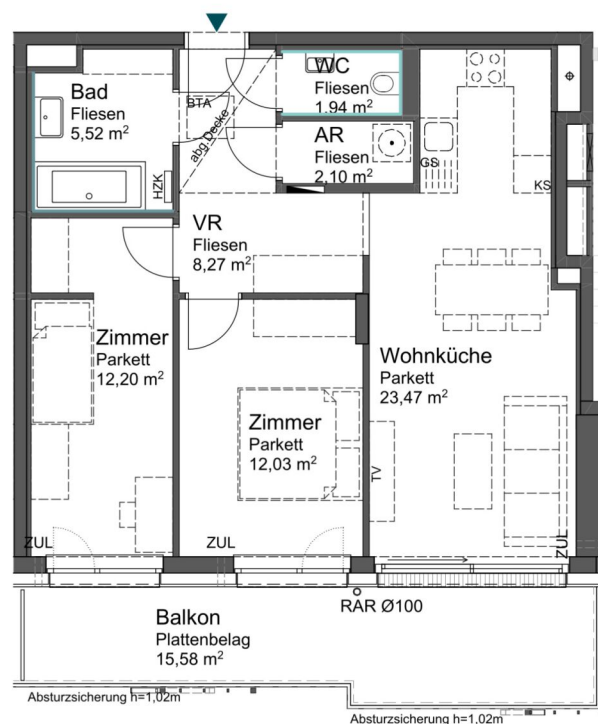 WC
Fliesen
1.94 m²
Bad
Fliesen
5,52 m²
BTA
abg.Decke
AR
Fliesen
2,10 m²
GS
KS
HZK
VR
Fliesen
8,27 m²
Zimmer
Parkett
12,20 m²
Wohnküche
Parkett
23,47 m²
Zimmer
Parkett
12,03 m²
TV
ZUL
ZUL
ZUL
RAR Ø100
Balkon
Plattenbelag
15,58 m²
Absturzsicherung h=1,02m
Absturzsicherung h=1,02m